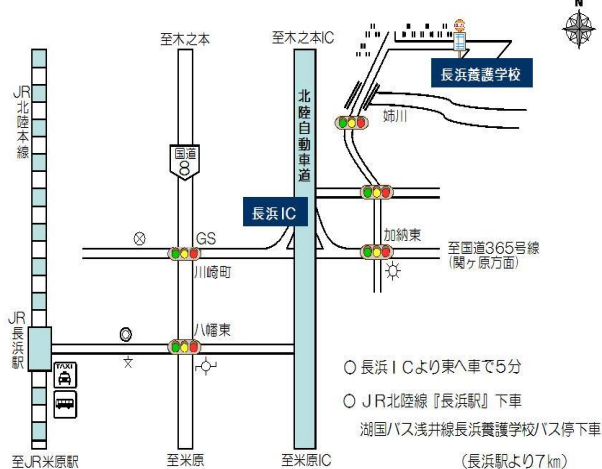 N
至木之本
至木之本IC
長浜養護学校
JR北陸本線
国道
8
北陸自動車道
姉川
長浜IC
GS
加納東
至国道365号線
(関ヶ原方面)
川崎町
JR長浜駅
八幡東
TAXI
○ 長浜ICより東へ車で5分
○ JR北陸線『長浜駅』下車
湖国バス浅井線長浜養護学校バス停下車
(長浜駅より7km)
至JR米原駅
至米原
至米原IC